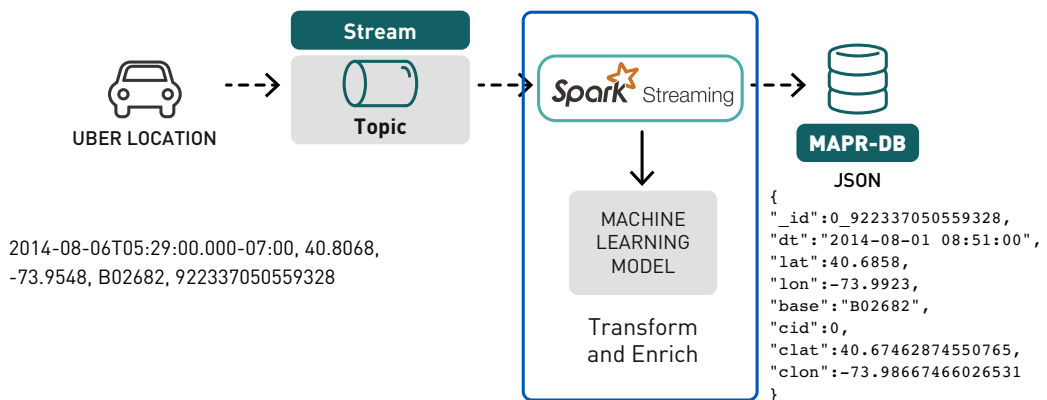 Stream
Topic
UBER LOCATION
2014-08-06T05:29:00.000-07:00, 40.8068,
-73.9548, B02682, 922337050559328
Spark Streaming
MACHINE
LEARNING
MODEL
Transform
and Enrich
MAPR-DB
JSON
{
"_id":0_922337050559328,
"dt":"2014-08-01 08:51:00",
"lat":40.6858,
"lon":-73.9923,
"base":"B02682",
"cid":0,
"clat":40.67462874550765,
"clon":-73.98667466026531
}